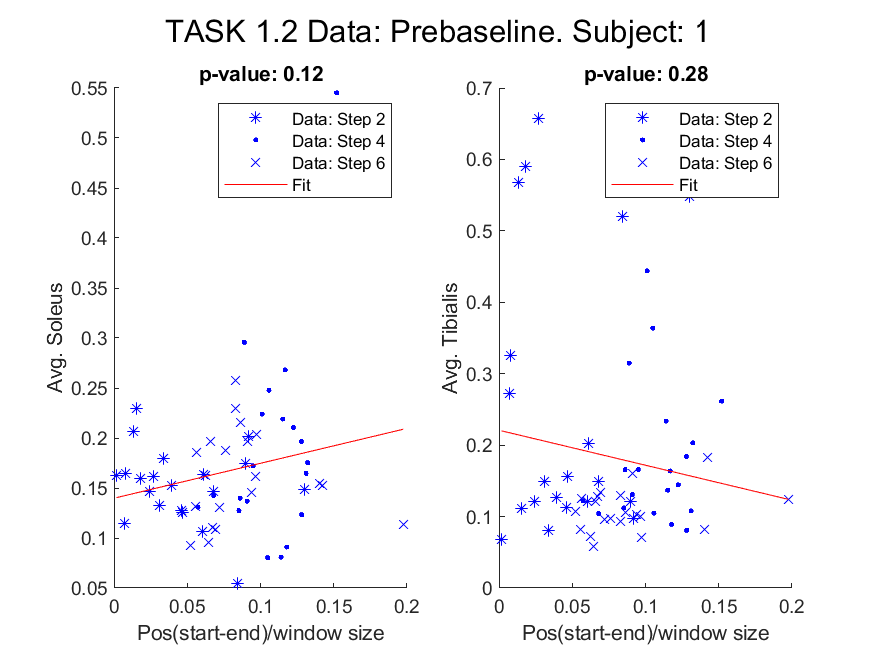 TASK 1.2 Data: Prebaseline. Subject: 1
p-value: 0.12
0.55
0.5
0.45
0.4
0.35
0.3
0.25
0.2
0.15
0.1
0.05
Avg. Soleus
Data: Step 2
Data: Step 4
Data: Step 6
Fit
0 0.05 0.1 0.15 0.2
Pos(start-end)/window size
p-value: 0.28
0.7
0.6
0.5
0.4
0.3
0.2
0.1
0
Avg. Tibialis
Data: Step 2
Data: Step 4
Data: Step 6
Fit
0 0.05 0.1 0.15 0.2
Pos(start-end)/window size